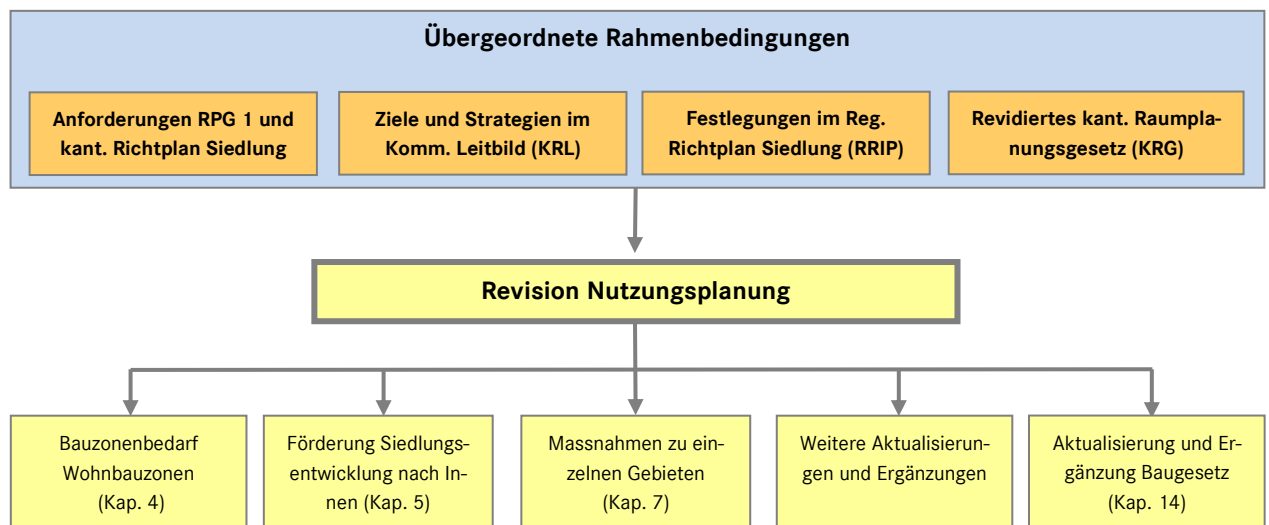 Übergeordnete Rahmenbedingungen
Anforderungen RPG 1 und
kant. Richtplan Siedlung
Ziele und Strategien im
Komm. Leitbild (KRL)
Festlegungen im Reg.
Richtplan Siedlung (RRIP)
Revidiertes kant. Raumpla-
nungsgesetz (KRG)
Revision Nutzungsplanung
Bauzonenbedarf
Wohnbauzonen
(Kap. 4)
Förderung Siedlungs-
entwicklung nach In-
nen (Kap. 5)
Massnahmen zu ein-
zelnen Gebieten
(Kap. 7)
Weitere Aktualisierun-
gen und Ergänzungen
Aktualisierung und Er-
gänzung Baugesetz
(Kap. 14)